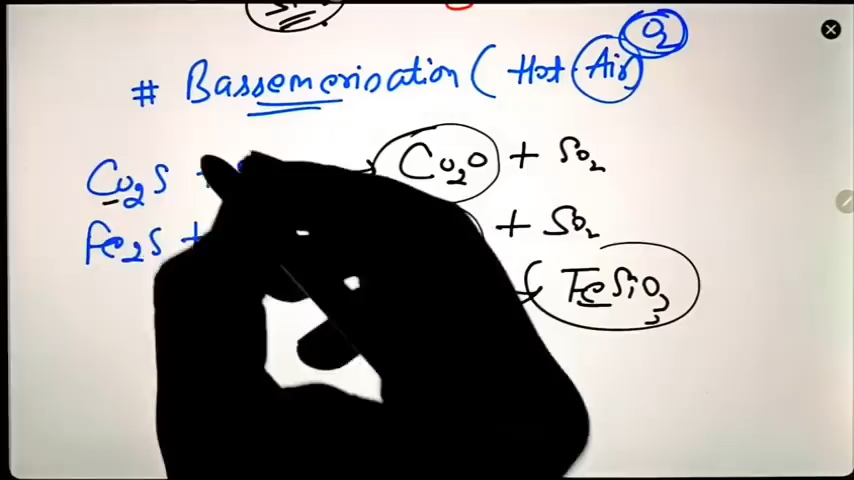 # Bassemerisation (Hot Air) O2
Cu2S + Cu2O + SO2
Fe2S + + SO2
FeSiO3